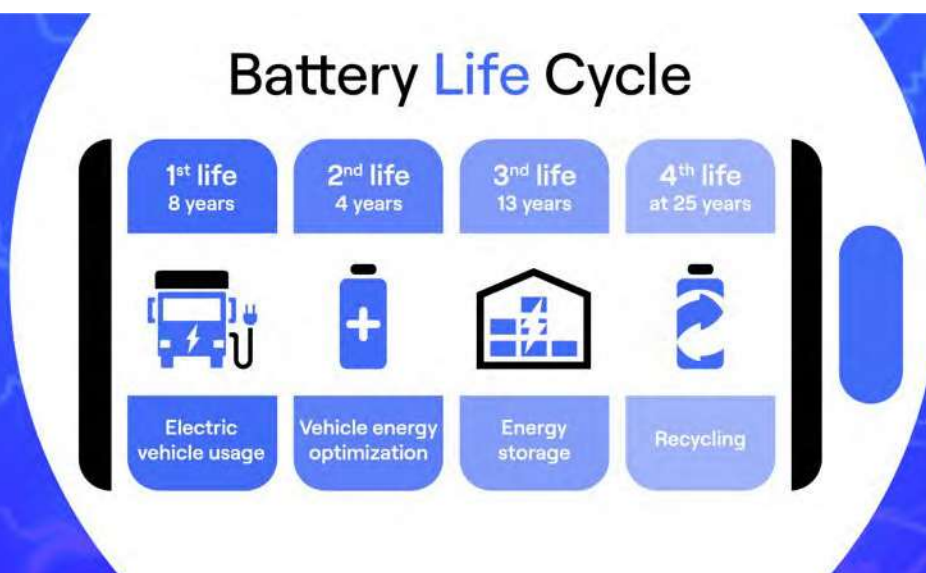 Battery Life Cycle
1st life
8 years
2nd life
4 years
3nd life
13 years
4th life
at 25 years
Electric
vehicle usage
Vehicle energy
optimization
Energy
storage
Recycling